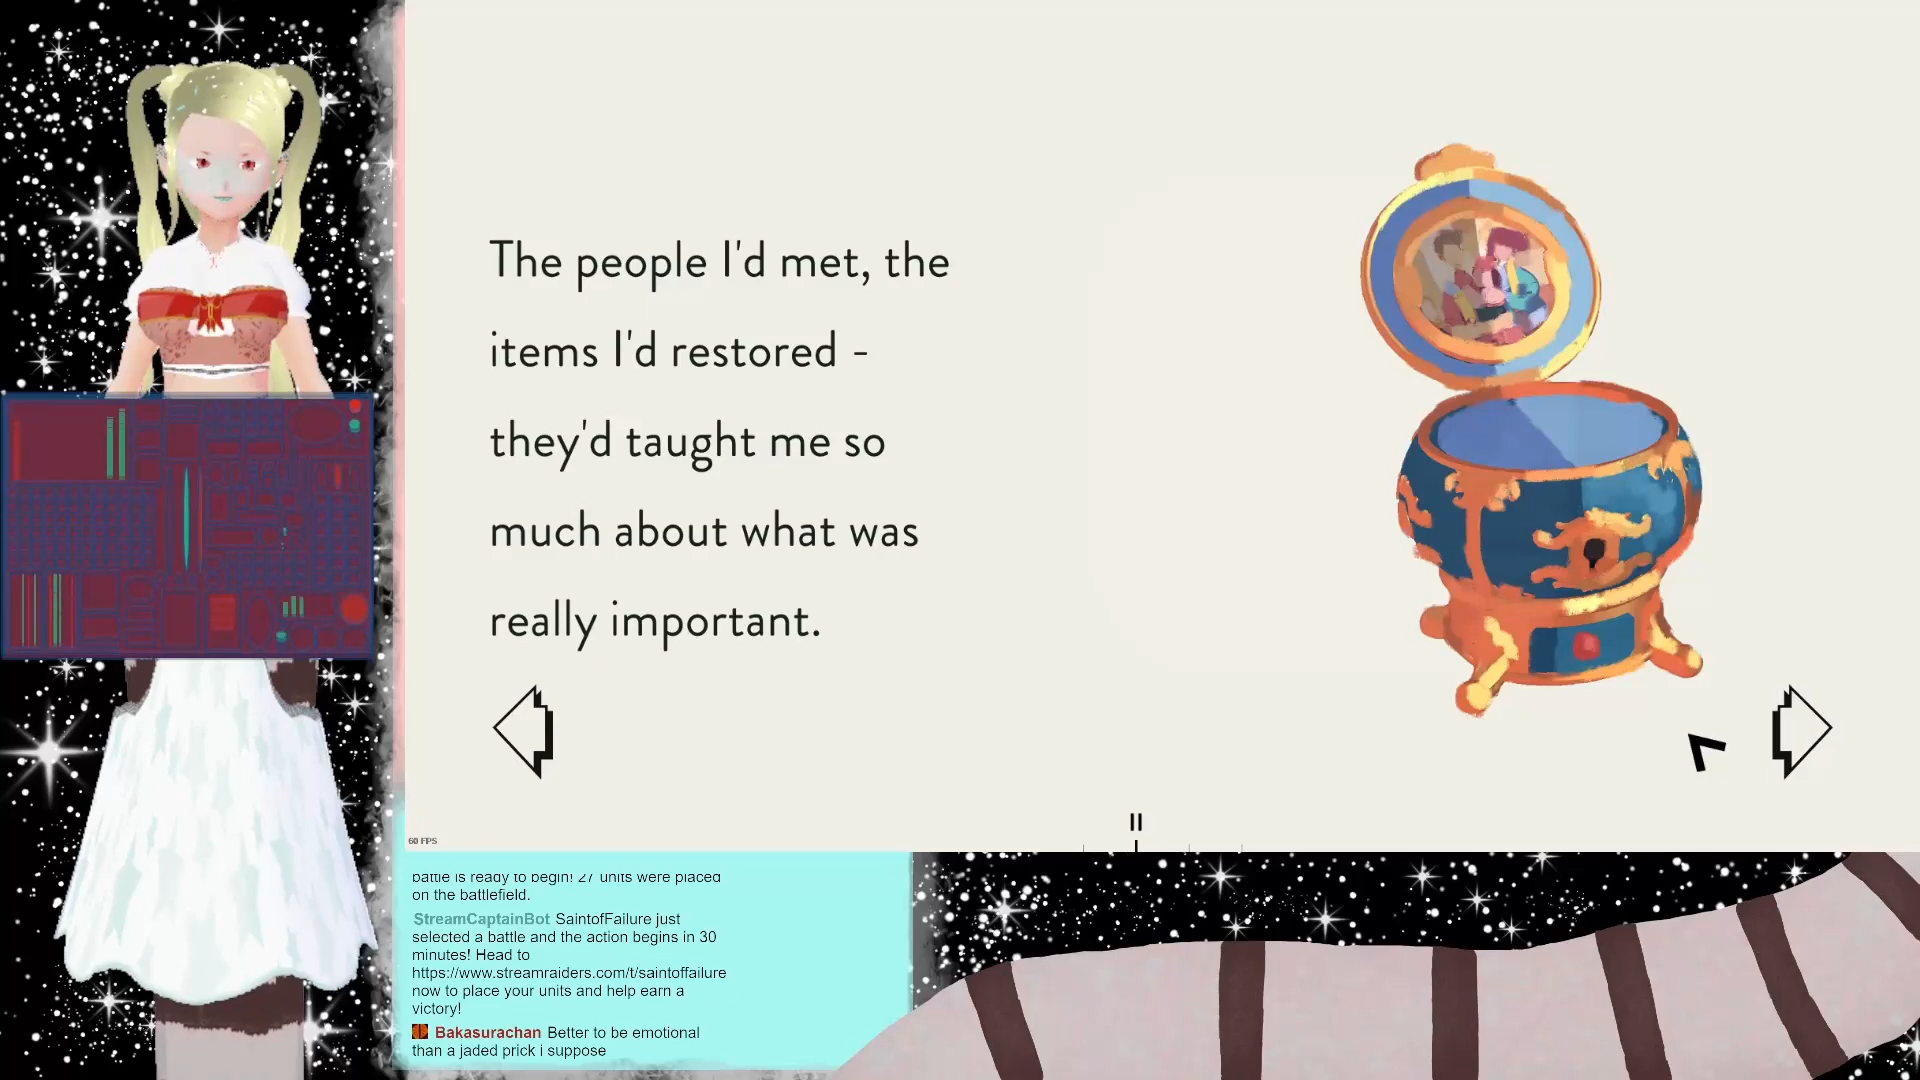 The people I'd met, the
items I'd restored -
they'd taught me so
much about what was
really important.
60 FPS
battle is ready to begin! 27 units were placed
on the battlefield.
StreamCaptainBot SaintofFailure just
selected a battle and the action begins in 30
minutes! Head to
https://www.streamraiders.com/t/saintoffailure
now to place your units and help earn a
victory!
Bakasurachan Better to be emotional
than a jaded prick i suppose